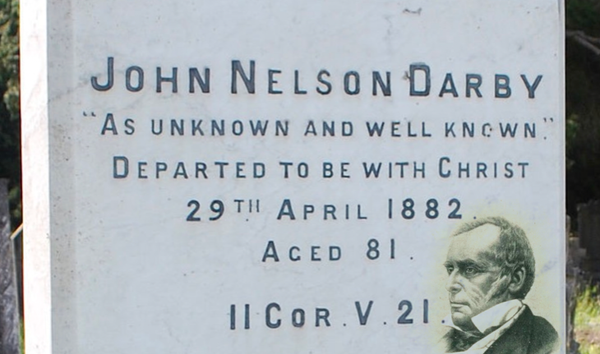 JOHN NELSON DARBY
"AS UNKNOWN AND WELL KNOWN."
DEPARTED TO BE WITH CHRIST
29TH APRIL 1882.
AGED 81.
II COR. V. 21.